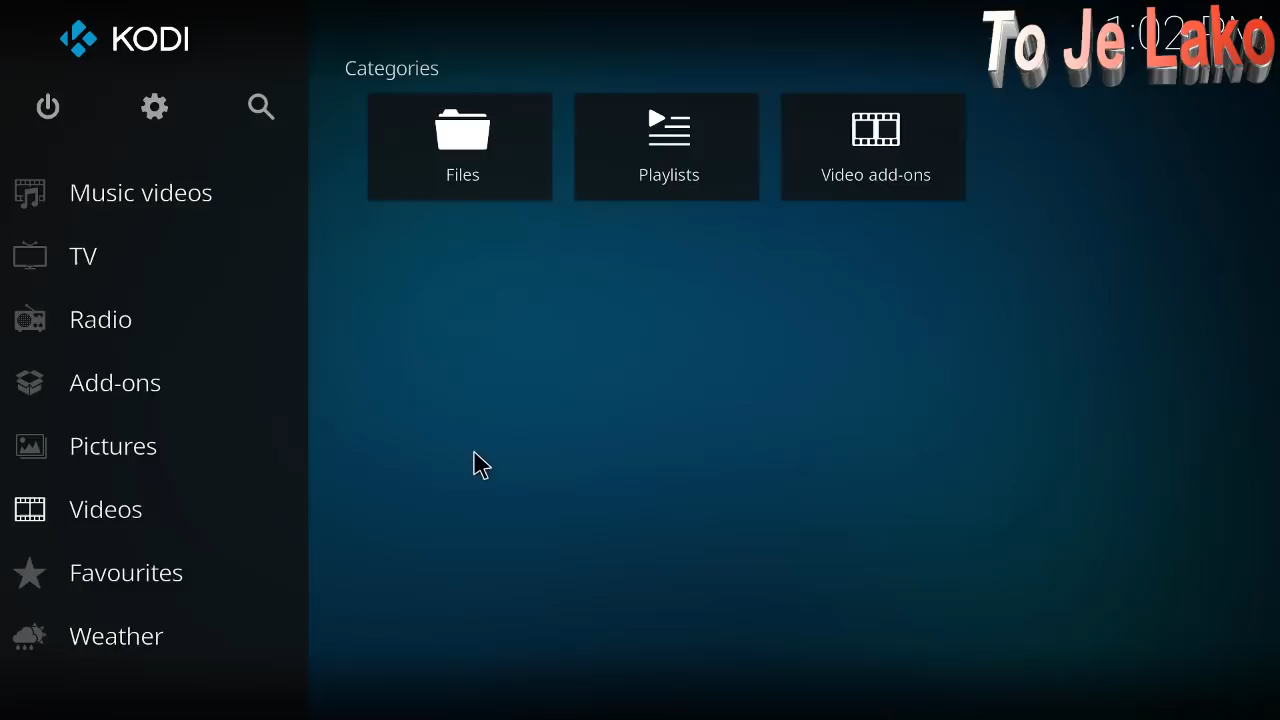 KODI
To Je Lako
Categories
Files
Playlists
Video add-ons
Music videos
TV
Radio
Add-ons
Pictures
Videos
Favourites
Weather